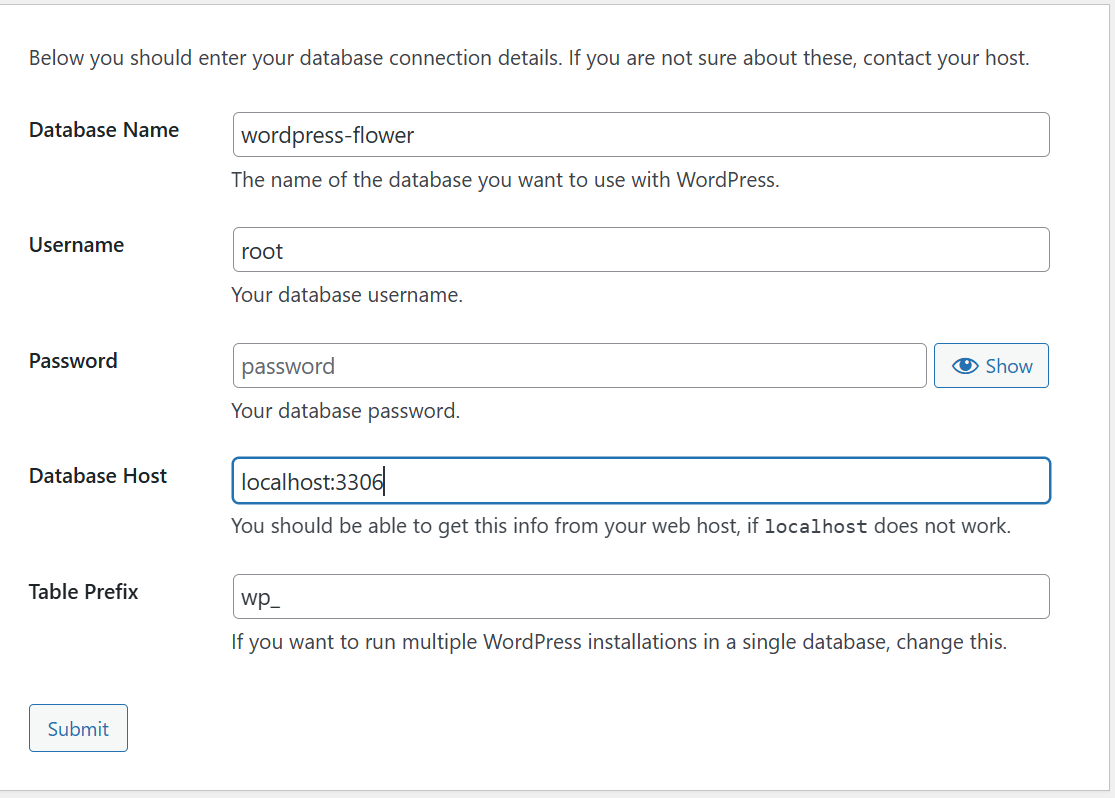 Below you should enter your database connection details. If you are not sure about these, contact your host.
Database Name
wordpress-flower
The name of the database you want to use with WordPress.
Username
root
Your database username.
Password
password
Show
Your database password.
Database Host
localhost:3306
You should be able to get this info from your web host, if localhost does not work.
Table Prefix
wp_
If you want to run multiple WordPress installations in a single database, change this.
Submit